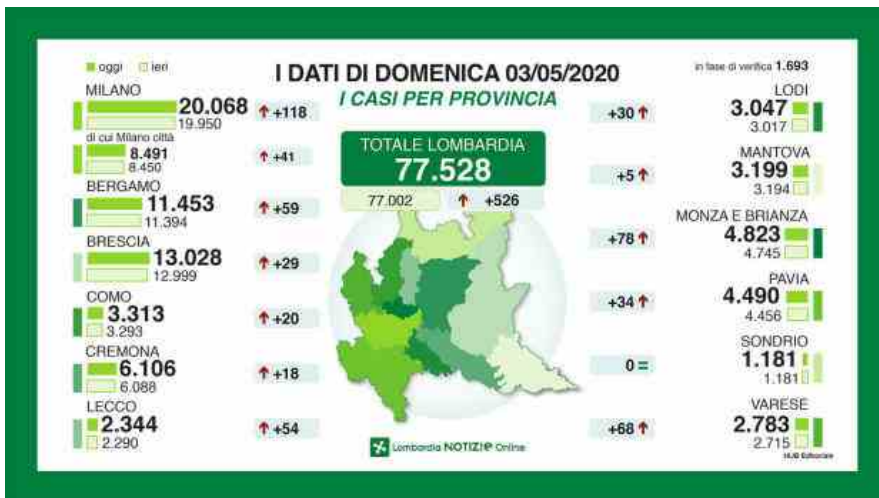 oggi ieri
I DATI DI DOMENICA 03/05/2020
in fase di verifica 1.693
I CASI PER PROVINCIA
MILANO
20.068
19.950
+118
di cui Milano città
8.491
8.450
+41
BERGAMO
11.453
11.394
+59
BRESCIA
13.028
12.999
+29
COMO
3.313
3.293
+20
CREMONA
6.106
6.088
+18
LECCO
2.344
2.290
+54
TOTALE LOMBARDIA
77.528
77.002 +526
LODI
+30
3.047
3.017
MANTOVA
+5
3.199
3.194
MONZA E BRIANZA
+78
4.823
4.745
PAVIA
+34
4.490
4.456
SONDRIO
0 =
1.181
1.181
VARESE
+68
2.783
2.715
HUB Editoriale
Lombardia NOTIZIE Online